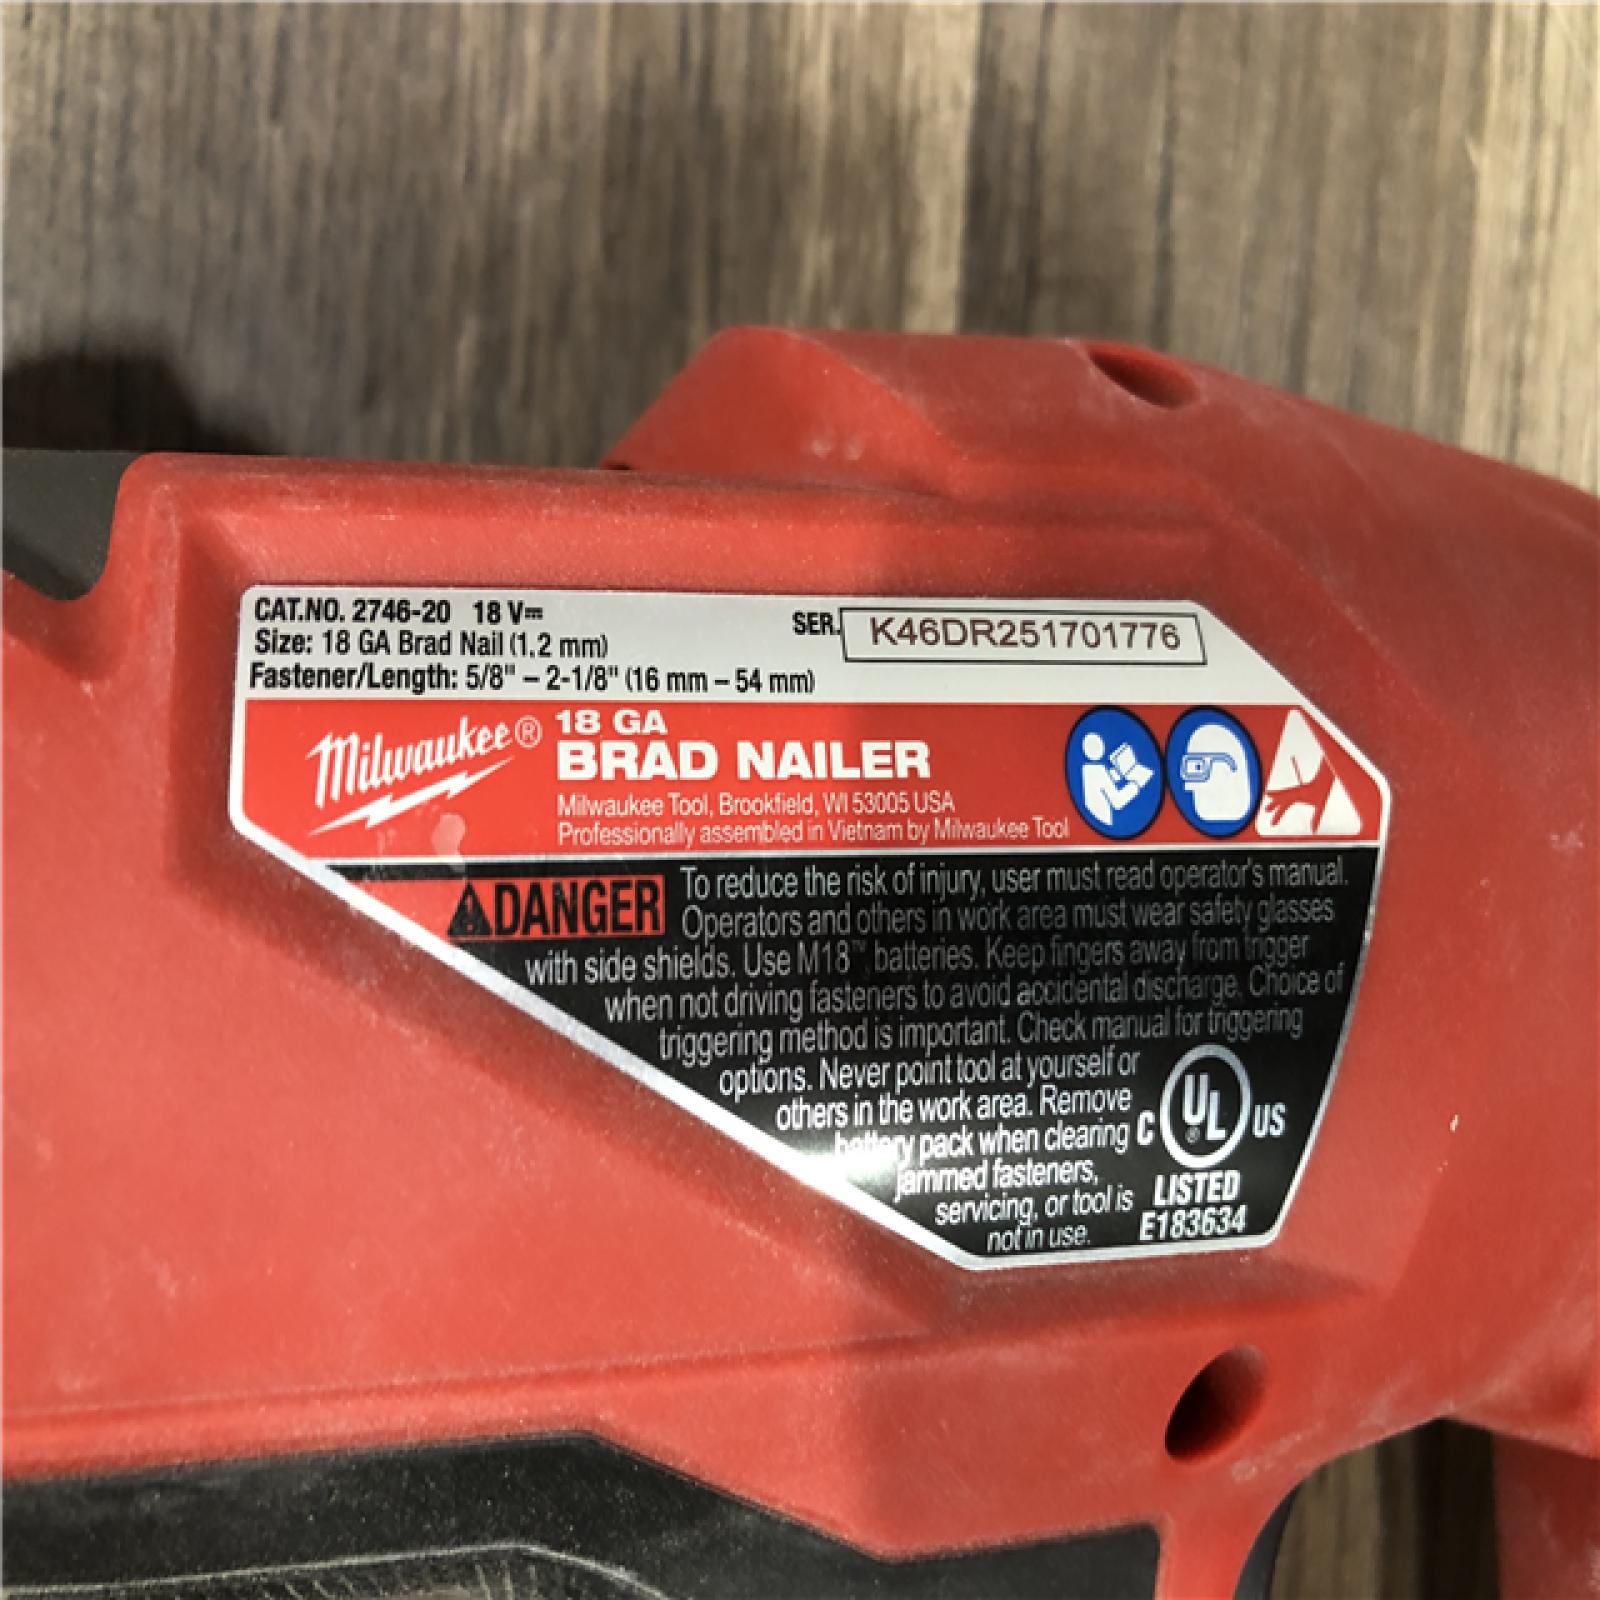 CAT.NO. 2746-20 18 V⎓
SER. K46DR251701776
Size: 18 GA Brad Nail (1.2 mm)
Fastener/Length: 5/8" – 2-1/8" (16 mm – 54 mm)
Milwaukee®
18 GA
BRAD NAILER
Milwaukee Tool, Brookfield, WI 53005 USA
Professionally assembled in Vietnam by Milwaukee Tool
DANGER To reduce the risk of injury, user must read operator's manual.
Operators and others in work area must wear safety glasses
with side shields. Use M18™ batteries. Keep fingers away from trigger
when not driving fasteners to avoid accidental discharge. Choice of
triggering method is important. Check manual for triggering
options. Never point tool at yourself or
others in the work area. Remove
battery pack when clearing
jammed fasteners,
servicing, or tool is
not in use.
C UL® US
LISTED
E183634